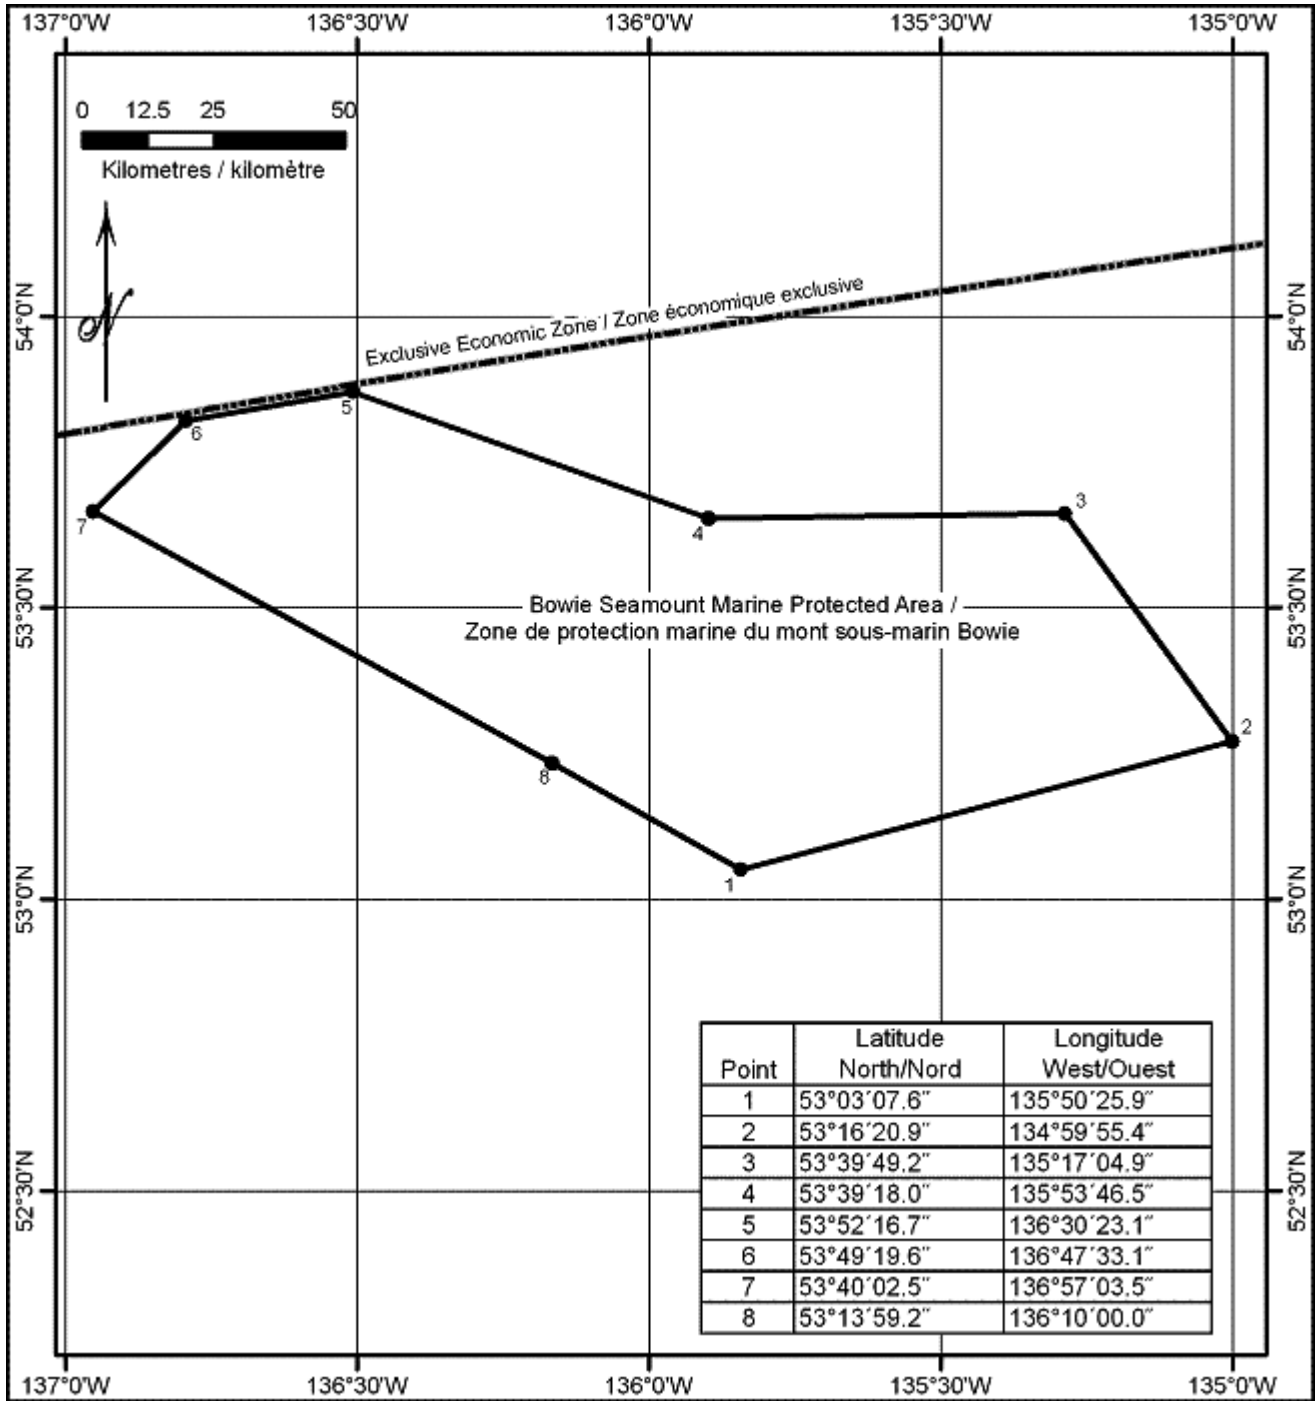 137°0'W 136°30'W 136°0'W 135°30'W 135°0'W
0 12.5 25 50
Kilometres / kilomètre
N
54°0'N
54°0'N
Exclusive Economic Zone / Zone économique exclusive
5
6
7
4
3
53°30'N
53°30'N
Bowie Seamount Marine Protected Area /
Zone de protection marine du mont sous-marin Bowie
2
8
1
53°0'N
53°0'N
Point Latitude North/Nord Longitude West/Ouest
1 53°03´07.6˝ 135°50´25.9˝
2 53°16´20.9˝ 134°59´55.4˝
3 53°39´49.2˝ 135°17´04.9˝
4 53°39´18.0˝ 135°53´46.5˝
5 53°52´16.7˝ 136°30´23.1˝
6 53°49´19.6˝ 136°47´33.1˝
7 53°40´02.5˝ 136°57´03.5˝
8 53°13´59.2˝ 136°10´00.0˝
52°30'N
52°30'N
137°0'W 136°30'W 136°0'W 135°30'W 135°0'W